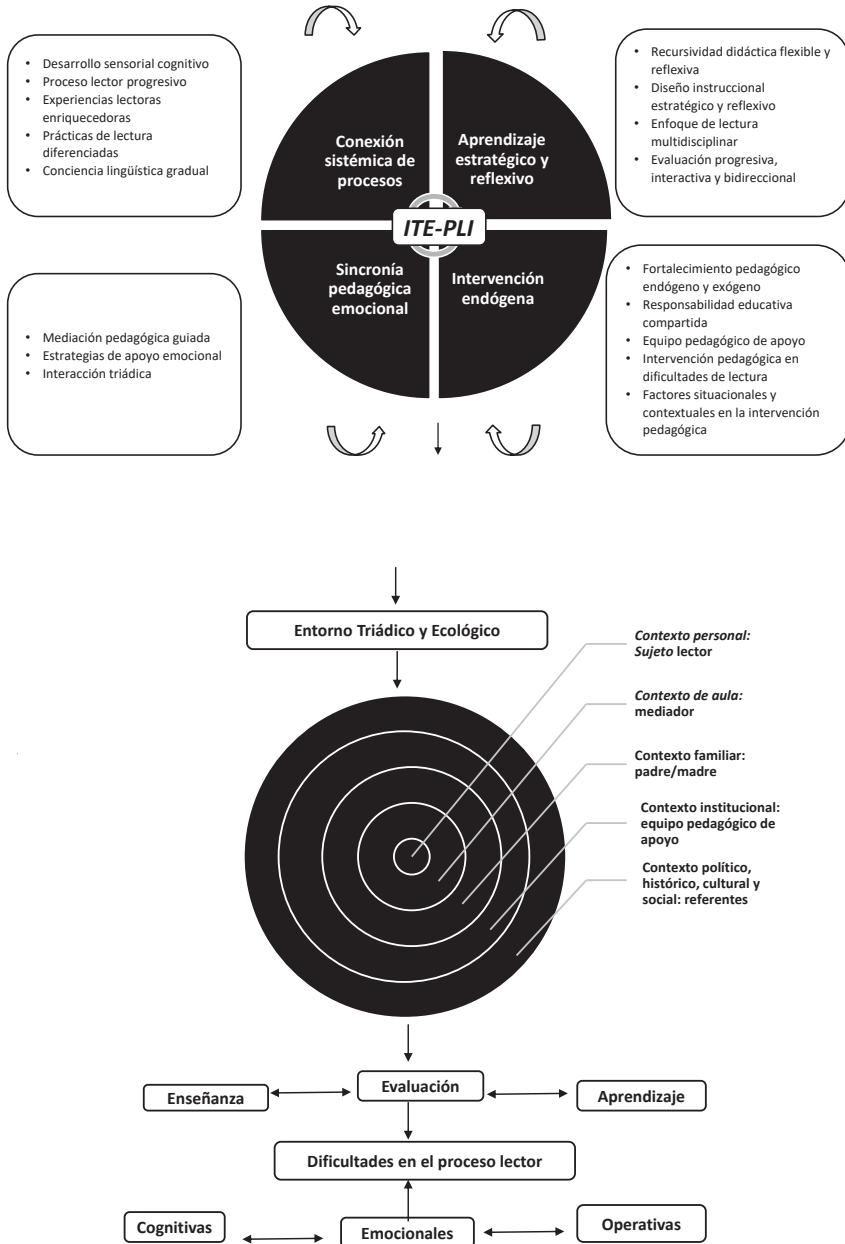 • Desarrollo sensorial cognitivo
• Proceso lector progresivo
• Experiencias lectoras
enriquecedoras
• Prácticas de lectura
diferenciadas
• Conciencia lingüística gradual
Conexión
sistémica de
procesos
Aprendizaje
estratégico y
reflexivo
• Recursividad didáctica flexible y
reflexiva
• Diseño instruccional
estratégico y reflexivo
• Enfoque de lectura
multidisciplinar
• Evaluación progresiva,
interactiva y bidireccional
ITE-PLI
• Mediación pedagógica guiada
• Estrategias de apoyo emocional
• Interacción triádica
Sincronía
pedagógica
emocional
Intervención
endógena
• Fortalecimiento pedagógico
endógeno y exógeno
• Responsabilidad educativa
compartida
• Equipo pedagógico de apoyo
• Intervención pedagógica en
dificultades de lectura
• Factores situacionales y
contextuales en la intervención
pedagógica
Entorno Triádico y Ecológico
Contexto personal:
Sujeto lector
Contexto de aula:
mediador
Contexto familiar:
padre/madre
Contexto institucional:
equipo pedagógico de
apoyo
Contexto político,
histórico, cultural y
social: referentes
Enseñanza
Evaluación
Aprendizaje
Dificultades en el proceso lector
Cognitivas
Emocionales
Operativas